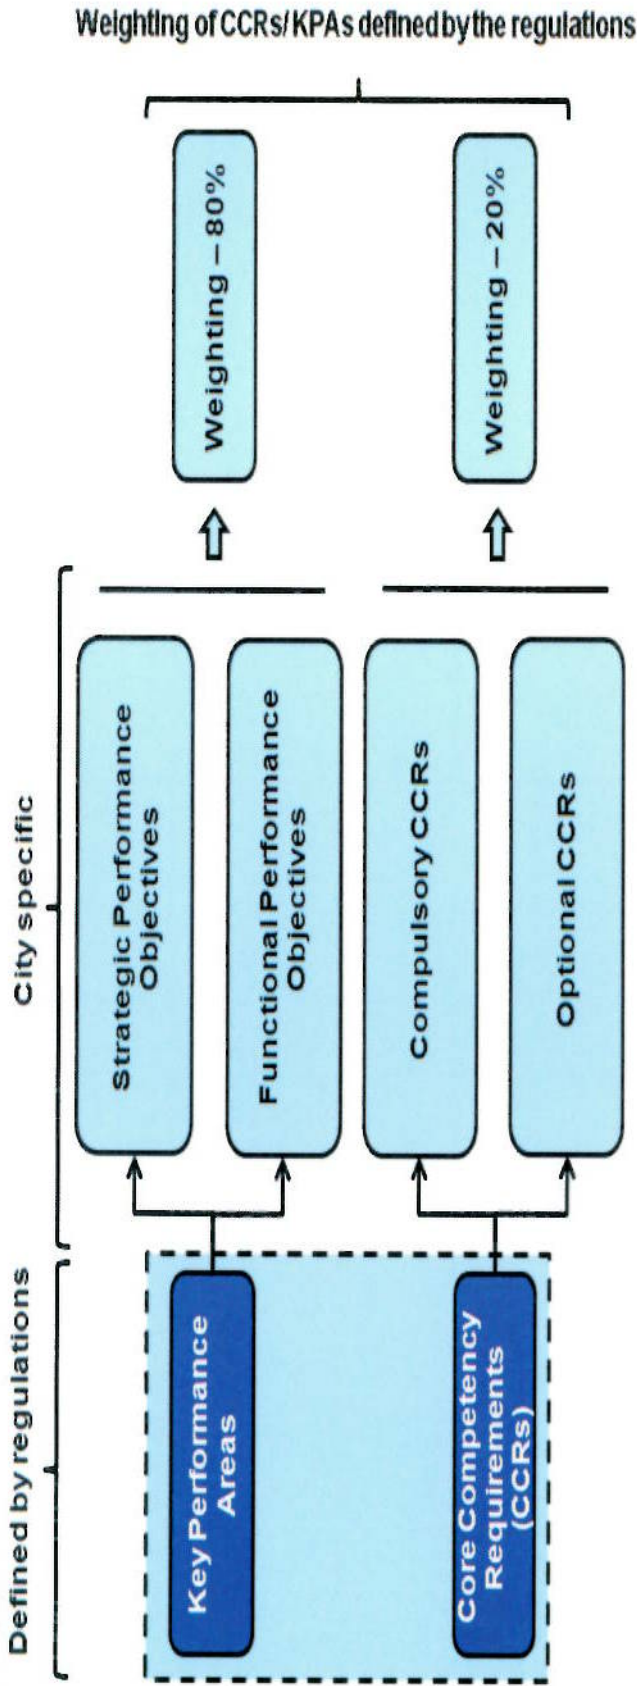 Weighting of CCRs/ KPAs defined by the regulations
Defined by regulations
City specific
Key Performance
Areas
Strategic Performance
Objectives
Functional Performance
Objectives
Weighting – 80%
Core Competency
Requirements
(CCRs)
Compulsory CCRs
Optional CCRs
Weighting – 20%